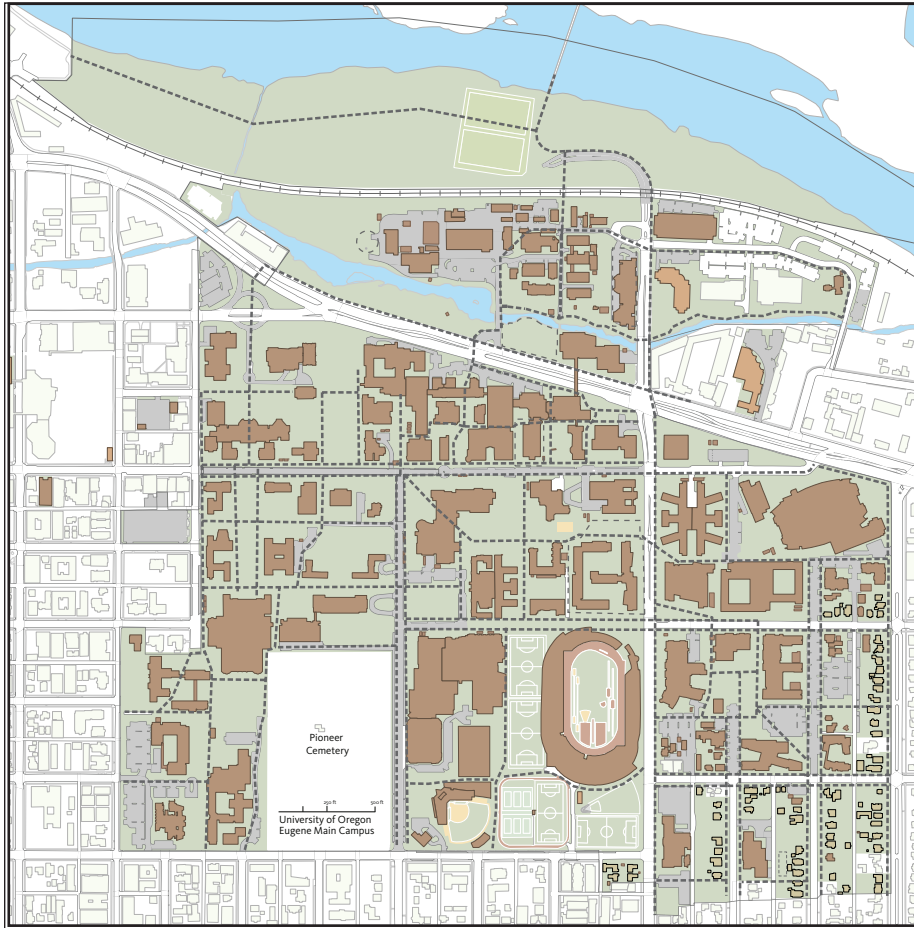 Pioneer
Cemetery
250 ft 500 ft
University of Oregon
Eugene Main Campus